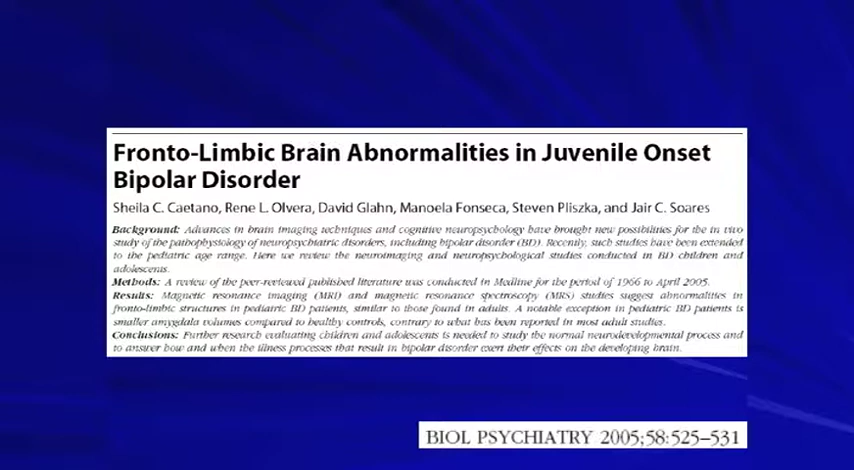 Fronto-Limbic Brain Abnormalities in Juvenile Onset
Bipolar Disorder
Sheila C. Caetano, Rene L. Olvera, David Glahn, Manoela Fonseca, Steven Pliszka, and Jair C. Soares
Background: Advances in brain imaging techniques and cognitive neuropsychology have brought new possibilities for the in vivo
study of the pathophysiology of neuropsychiatric disorders, including bipolar disorder (BD). Recently, such studies have been extended
to the pediatric age range. Here we review the neuroimaging and neuropsychological studies conducted in BD children and
adolescents.
Methods: A review of the peer-reviewed published literature was conducted in Medline for the period of 1966 to April 2005.
Results: Magnetic resonance imaging (MRI) and magnetic resonance spectroscopy (MRS) studies suggest abnormalities in
fronto-limbic structures in pediatric BD patients, similar to those found in adults. A notable exception in pediatric BD patients is
smaller amygdala volumes compared to healthy controls, contrary to what has been reported in most adult studies.
Conclusions: Further research evaluating children and adolescents is needed to study the normal neurodevelopmental process and
to answer how and when the illness processes that result in bipolar disorder exert their effects on the developing brain.
BIOL PSYCHIATRY 2005;58:525–531